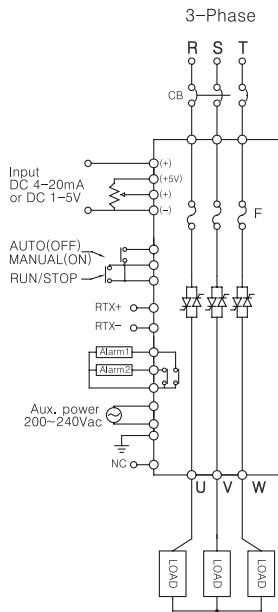 3-Phase
R S T
CB
Input
DC 4-20mA
or DC 1-5V
(+)
(+5V)
(+)
(-)
F
AUTO(OFF)
MANUAL(ON)
RUN/STOP
RTX+
RTX-
Alarm1
Alarm2
Aux. power
200~240Vac
NC
U V W
LOAD
LOAD
LOAD